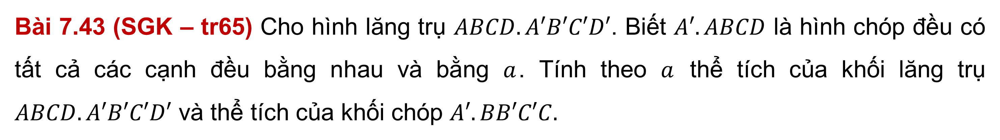 Bài 7.43 (SGK – tr65) Cho hình lăng trụ ABCD.A′B′C′D′. Biết A′.ABCD là hình chóp đều có
tất cả các cạnh đều bằng nhau và bằng a. Tính theo a thể tích của khối lăng trụ
ABCD.A′B′C′D′ và thể tích của khối chóp A′.BB′C′C.